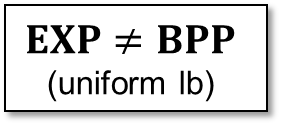 EXP ≠ BPP
(uniform lb)